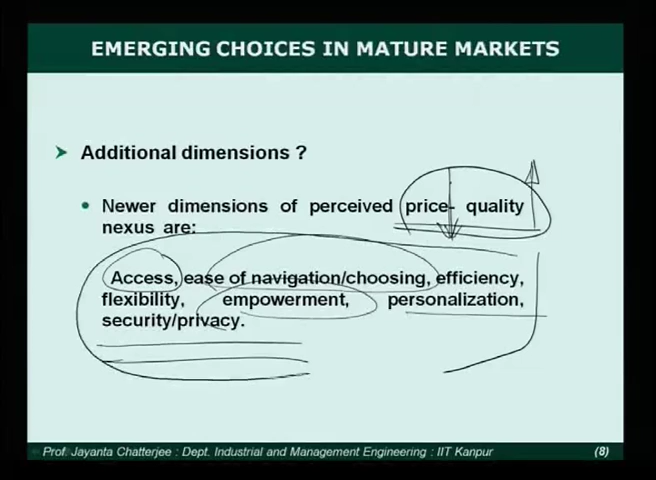 EMERGING CHOICES IN MATURE MARKETS
Additional dimensions ?
Newer dimensions of perceived price- quality
nexus are:
Access, ease of navigation/choosing, efficiency,
flexibility, empowerment, personalization,
security/privacy.
Prof. Jayanta Chatterjee : Dept. Industrial and Management Engineering : IIT Kanpur (8)